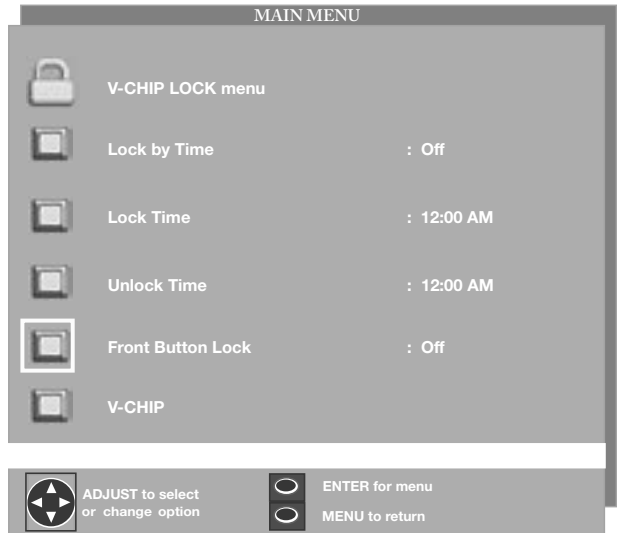 MAIN MENU
V-CHIP LOCK menu
Lock by Time : Off
Lock Time : 12:00 AM
Unlock Time : 12:00 AM
Front Button Lock : Off
V-CHIP
ADJUST to select
or change option
ENTER for menu
MENU to return